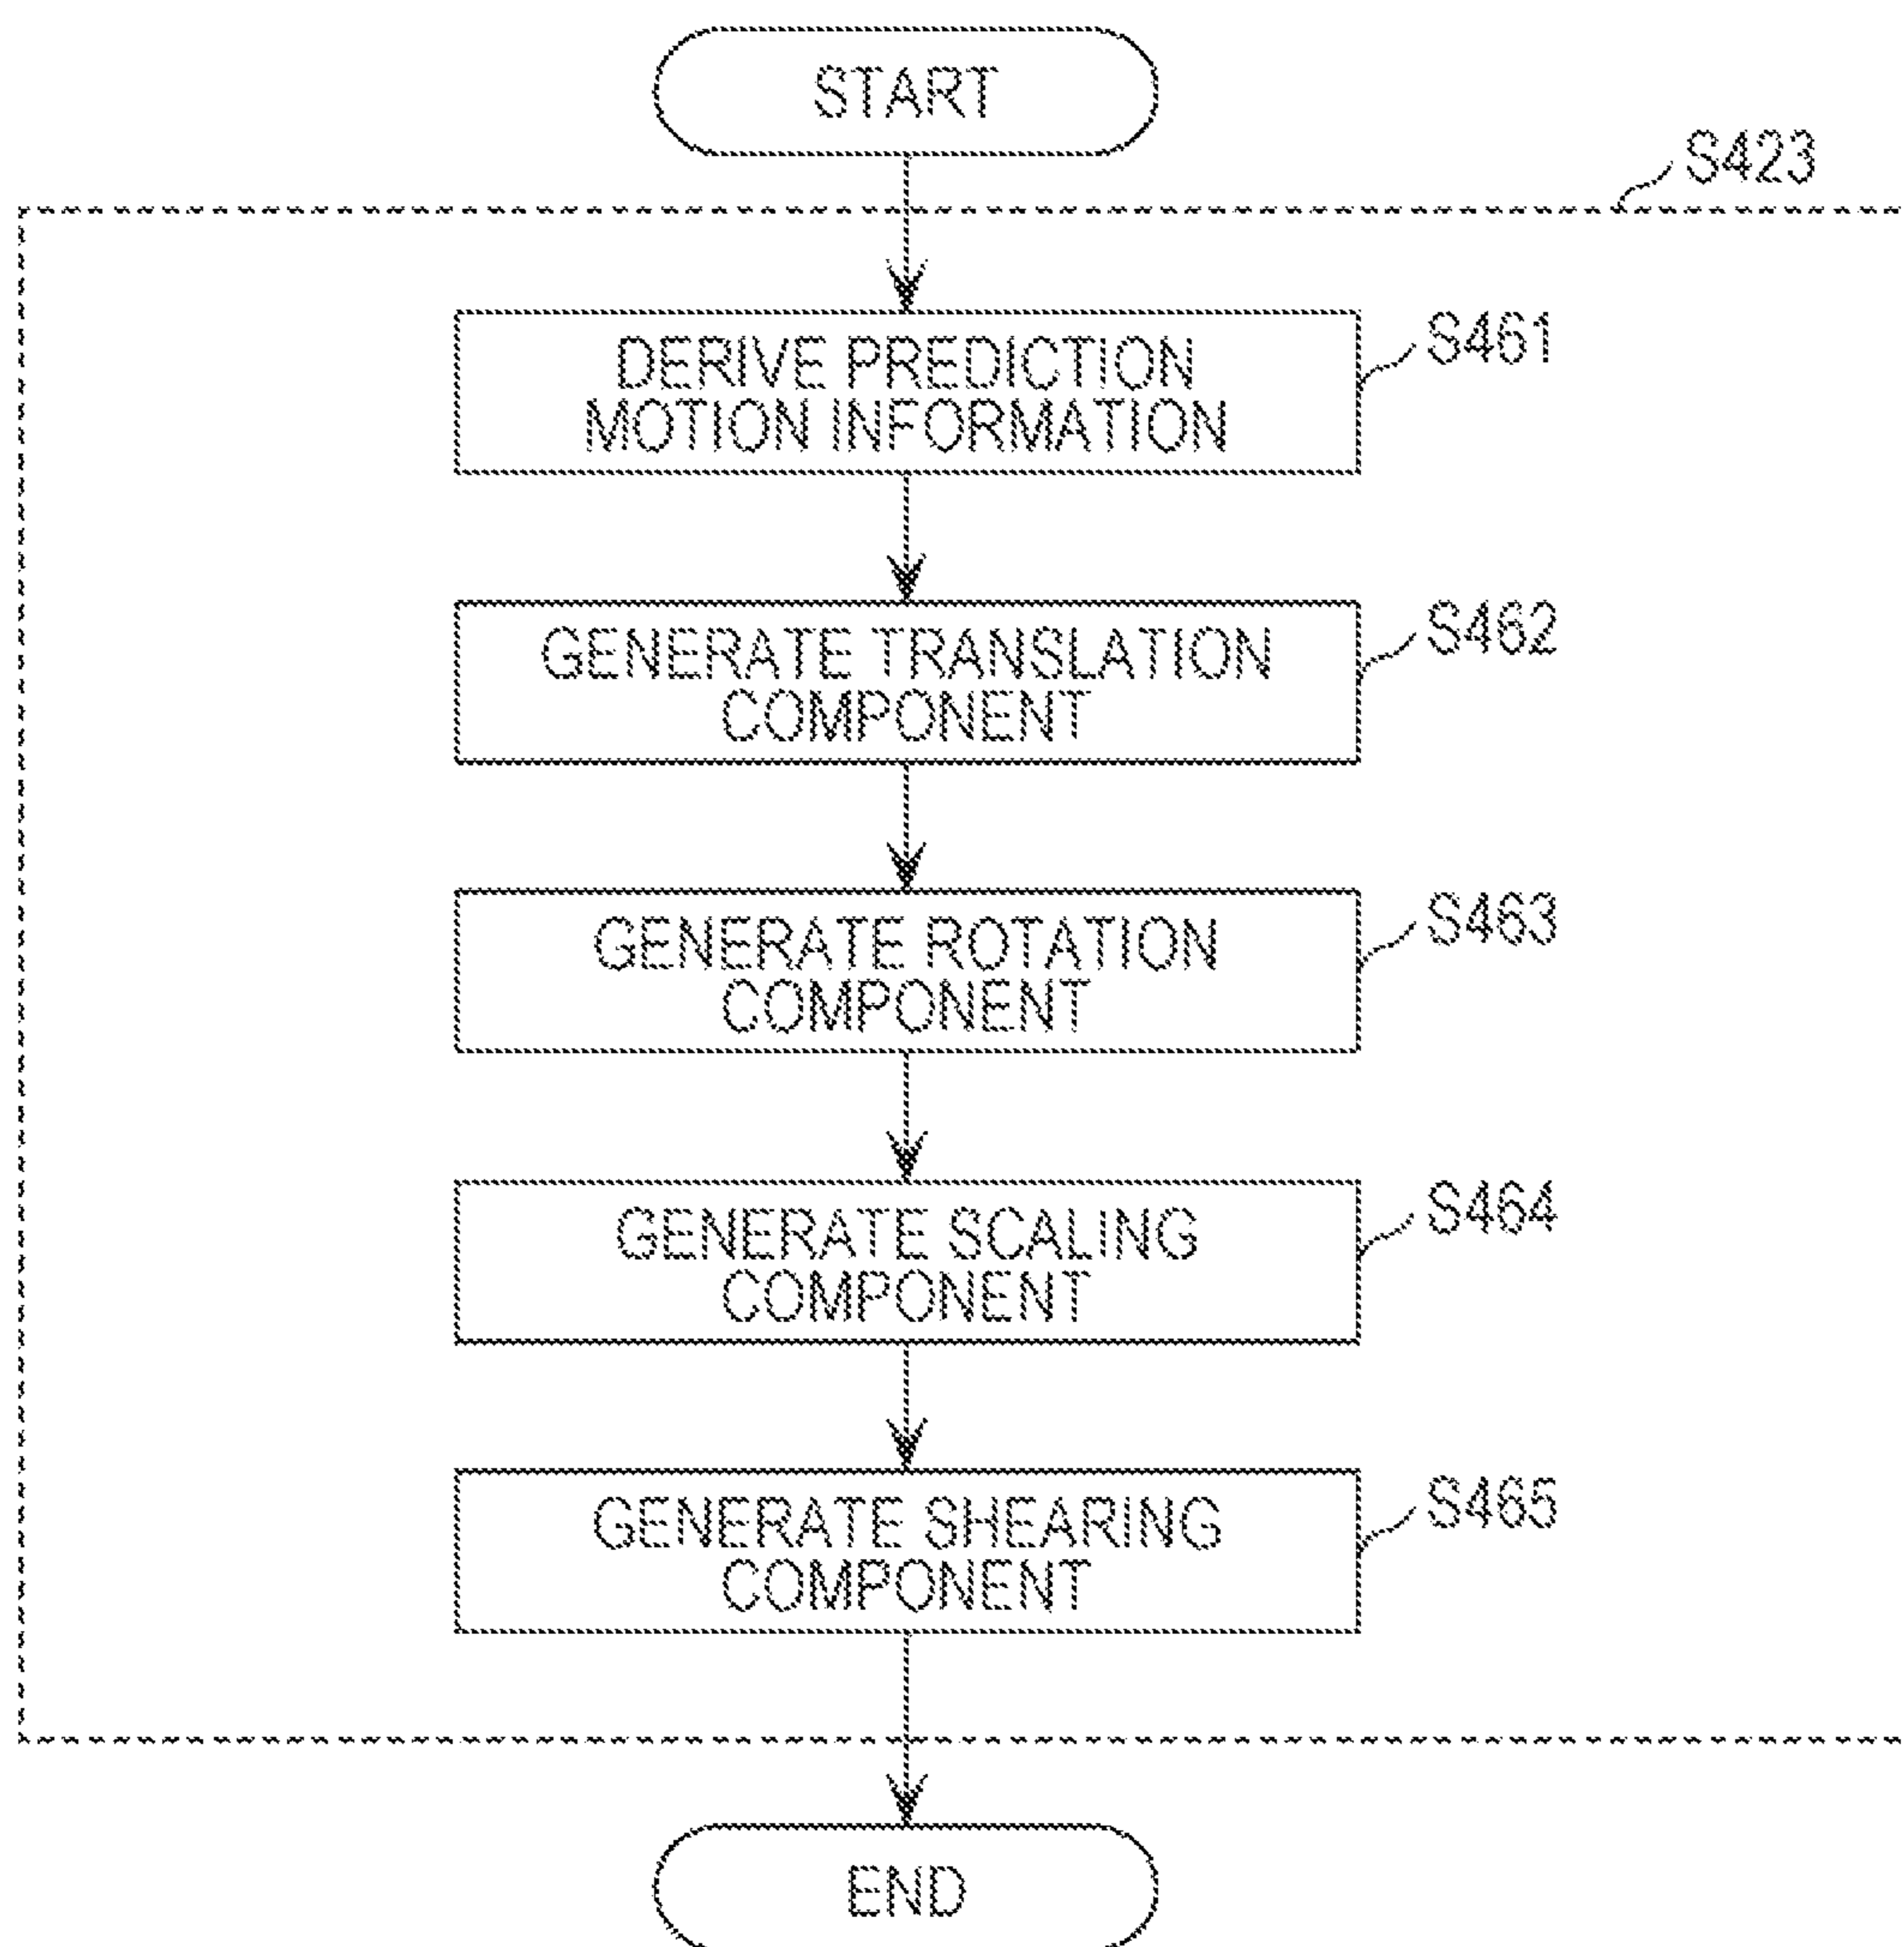 START
S423
DERIVE PREDICTION
MOTION INFORMATION
S461
GENERATE TRANSLATION
COMPONENT
S462
GENERATE ROTATION
COMPONENT
S463
GENERATE SCALING
COMPONENT
S464
GENERATE SHEARING
COMPONENT
S465
END